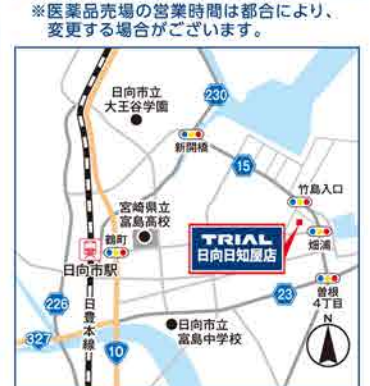 ※医薬品売場の営業時間は都合により、
変更する場合がございます。
日向市立
大王谷学園
230
新開橋
15
竹島入口
宮崎県立
富島高校
鶴町
TRIAL
日向日知屋店
畑浦
日向市駅
23
曽根
4丁目
226
日豊本線
N
日向市立
富島中学校
327
10